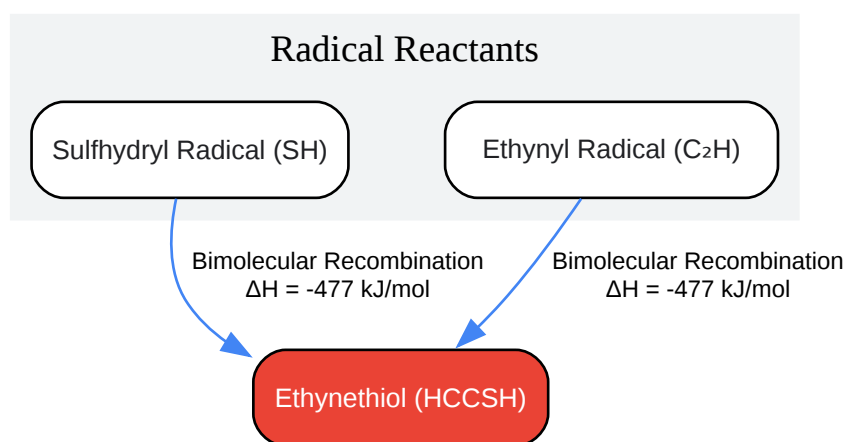 Radical Reactants
Sulfhydryl Radical (SH)
Ethynyl Radical (C₂H)
Bimolecular Recombination
ΔH = -477 kJ/mol
Bimolecular Recombination
ΔH = -477 kJ/mol
Ethynethiol (HCCSH)